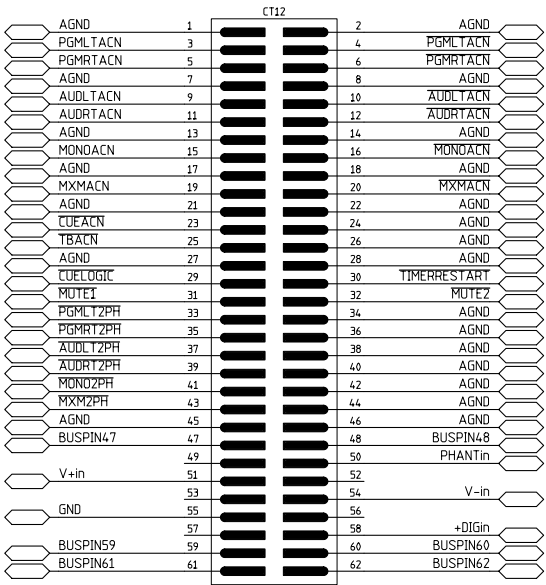 CT12
AGND 1 2 AGND
PGMLTACN 3 4 PGMLTACN
PGMRTACN 5 6 PGMRTACN
AGND 7 8 AGND
AUDLTACN 9 10 AUDLTACN
AUDRTACN 11 12 AUDRTACN
AGND 13 14 AGND
MONOACN 15 16 MONOACN
AGND 17 18 AGND
MXMACN 19 20 MXMACN
AGND 21 22 AGND
CUEACN 23 24 AGND
TBACN 25 26 AGND
AGND 27 28 AGND
CUELOGIC 29 30 TIMERRESTART
MUTE1 31 32 MUTE2
PGMLT2PH 33 34 AGND
PGMRT2PH 35 36 AGND
AUDLT2PH 37 38 AGND
AUDRT2PH 39 40 AGND
MONO2PH 41 42 AGND
MXM2PH 43 44 AGND
AGND 45 46 AGND
BUSPIN47 47 48 BUSPIN48
49 50 PHANTin
V+in 51 52
53 54 V-in
GND 55 56
57 58 +DIGin
BUSPIN59 59 60 BUSPIN60
BUSPIN61 61 62 BUSPIN62